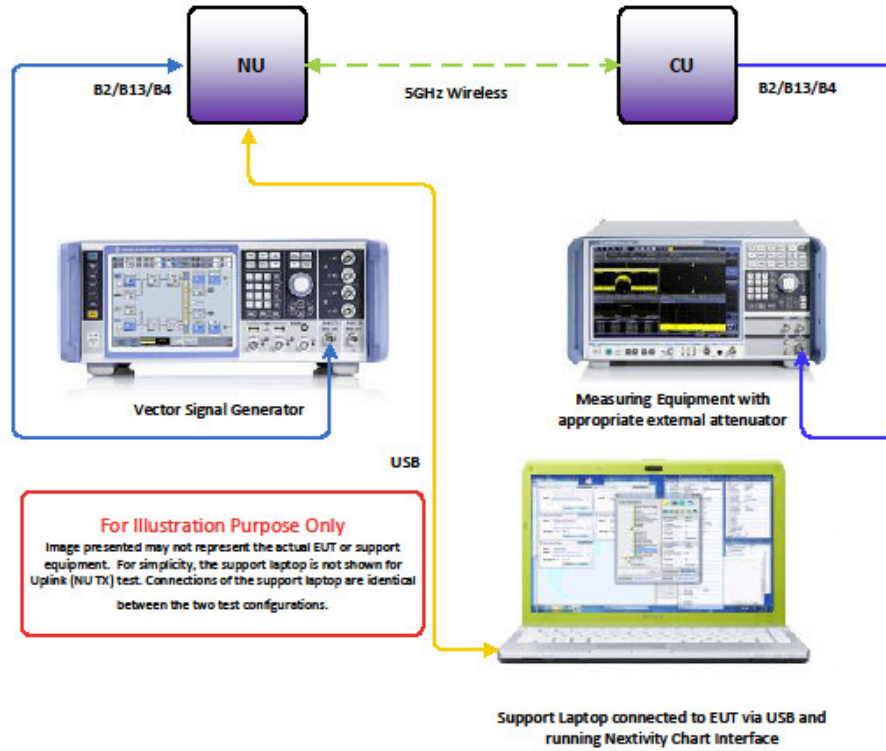 NU
CU
B2/B13/B4
5GHz Wireless
B2/B13/B4
Vector Signal Generator
Measuring Equipment with
appropriate external attenuator
USB
For Illustration Purpose Only
Image presented may not represent the actual EUT or support
equipment. For simplicity, the support laptop is not shown for
Uplink (NU TX) test. Connections of the support laptop are identical
between the two test configurations.
SONY
Support Laptop connected to EUT via USB and
running Nextivity Chart Interface